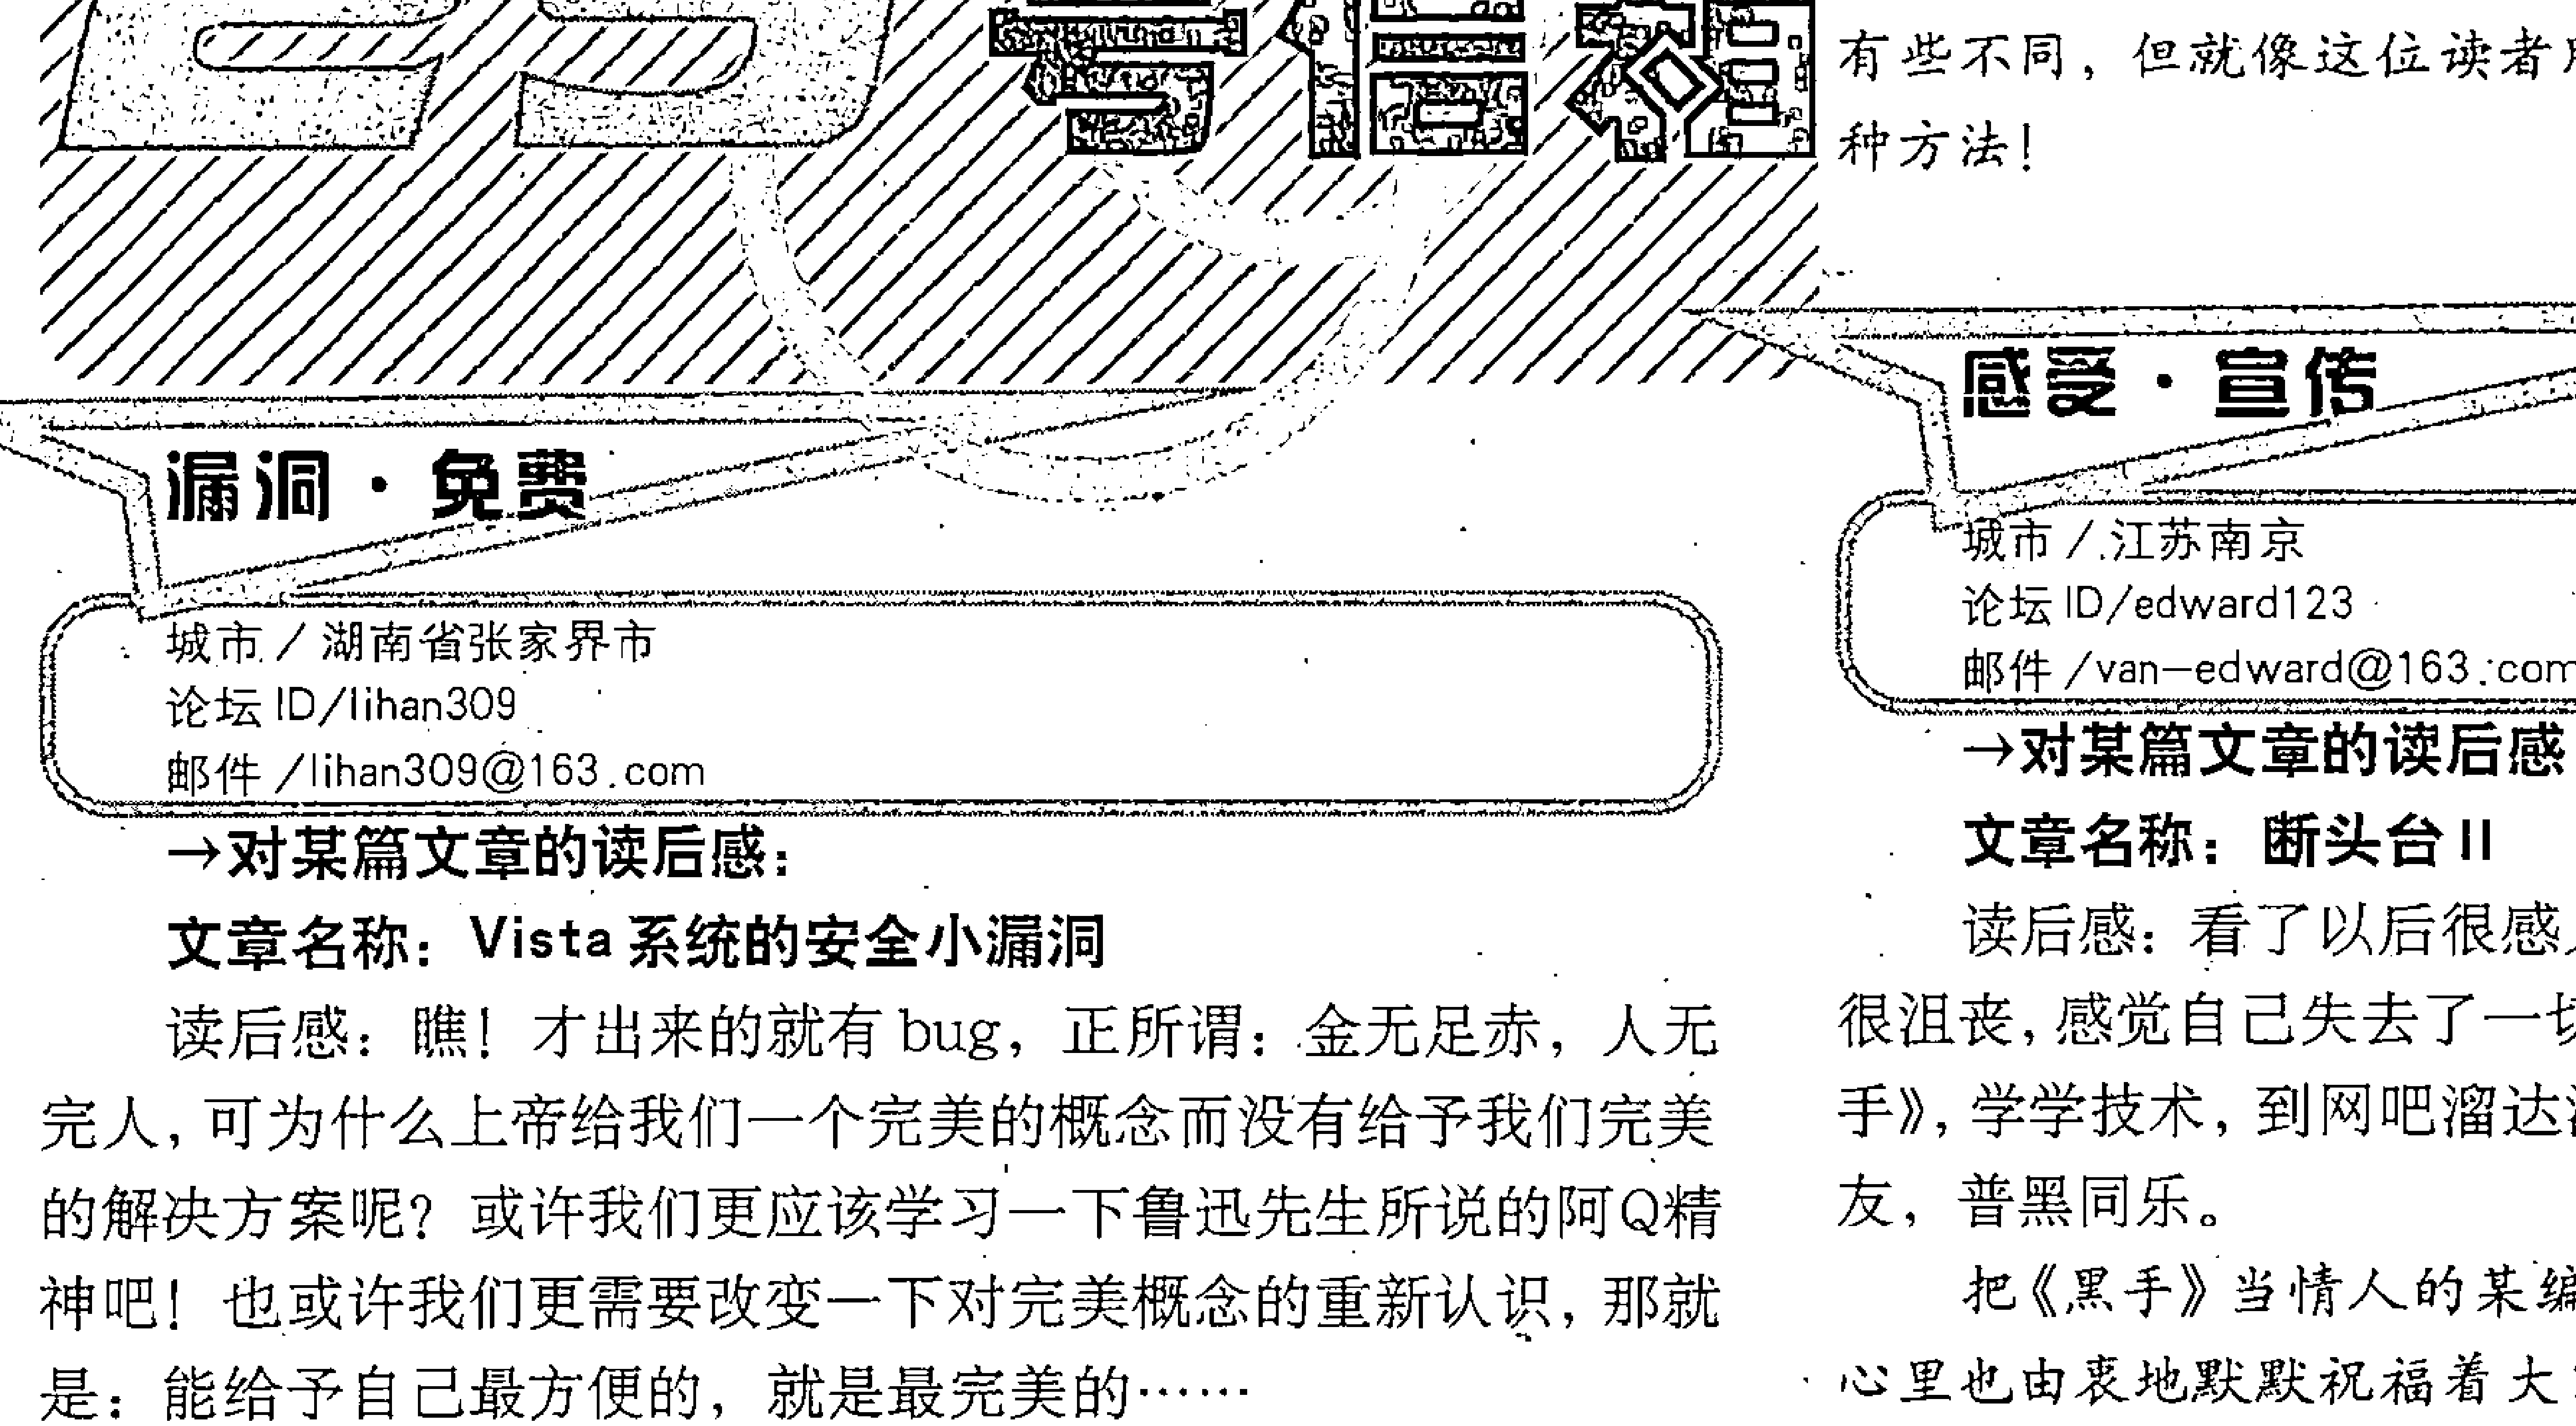 漏洞·免费
城市/湖南省张家界市
论坛ID/lihan309
邮件/lihan309@163.com
→对某篇文章的读后感：
文章名称：Vista系统的安全小漏洞
读后感：瞧！才出来的就有bug，正所谓：金无足赤，人无
完人，可为什么上帝给我们一个完美的概念而没有给予我们完美
的解决方案呢？或许我们更应该学习一下鲁迅先生所说的阿Q精
神吧！也或许我们更需要改变一下对完美概念的重新认识，那就
是：能给予自己最方便的，就是最完美的……
有些不同，但就像这位读者
种方法！
感受·宣传
城市/江苏南京
论坛ID/edward123
邮件/van-edward@163.com
→对某篇文章的读后感
文章名称：断头台II
读后感：看了以后很感
很沮丧，感觉自己失去了一切
手》，学学技术，到网吧溜达
友，普黑同乐。
把《黑手》当情人的某编
心里也由衷地默默祝福着大